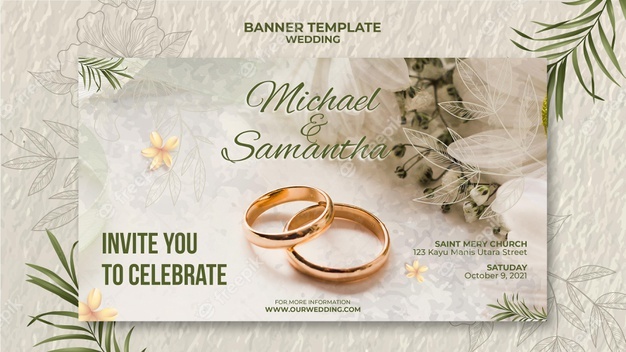 BANNER TEMPLATE
WEDDING
Michael
&
Samantha
INVITE YOU
TO CELEBRATE
SAINT MERY CHURCH
123 Kayu Manis Utara Street
SATUDAY
October 9, 2021
FOR MORE INFORMATION
WWW.OURWEDDING.COM